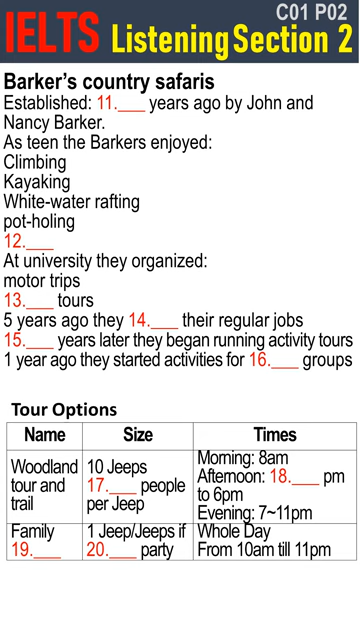 C01 P02
IELTS Listening Section 2
Barker's country safaris
Established: 11.___ years ago by John and
Nancy Barker.
As teen the Barkers enjoyed:
Climbing
Kayaking
White-water rafting
pot-holing
12.___
At university they organized:
motor trips
13.___ tours
5 years ago they 14.___ their regular jobs
15.___ years later they began running activity tours
1 year ago they started activities for 16.___ groups
Tour Options
Name Size Times
Woodland tour and trail
10 Jeeps
17.___ people
per Jeep
Morning: 8am
Afternoon: 18.___ pm
to 6pm
Evening: 7~11pm
Family
19.___
1 Jeep/Jeeps if
20.___ party
Whole Day
From 10am till 11pm